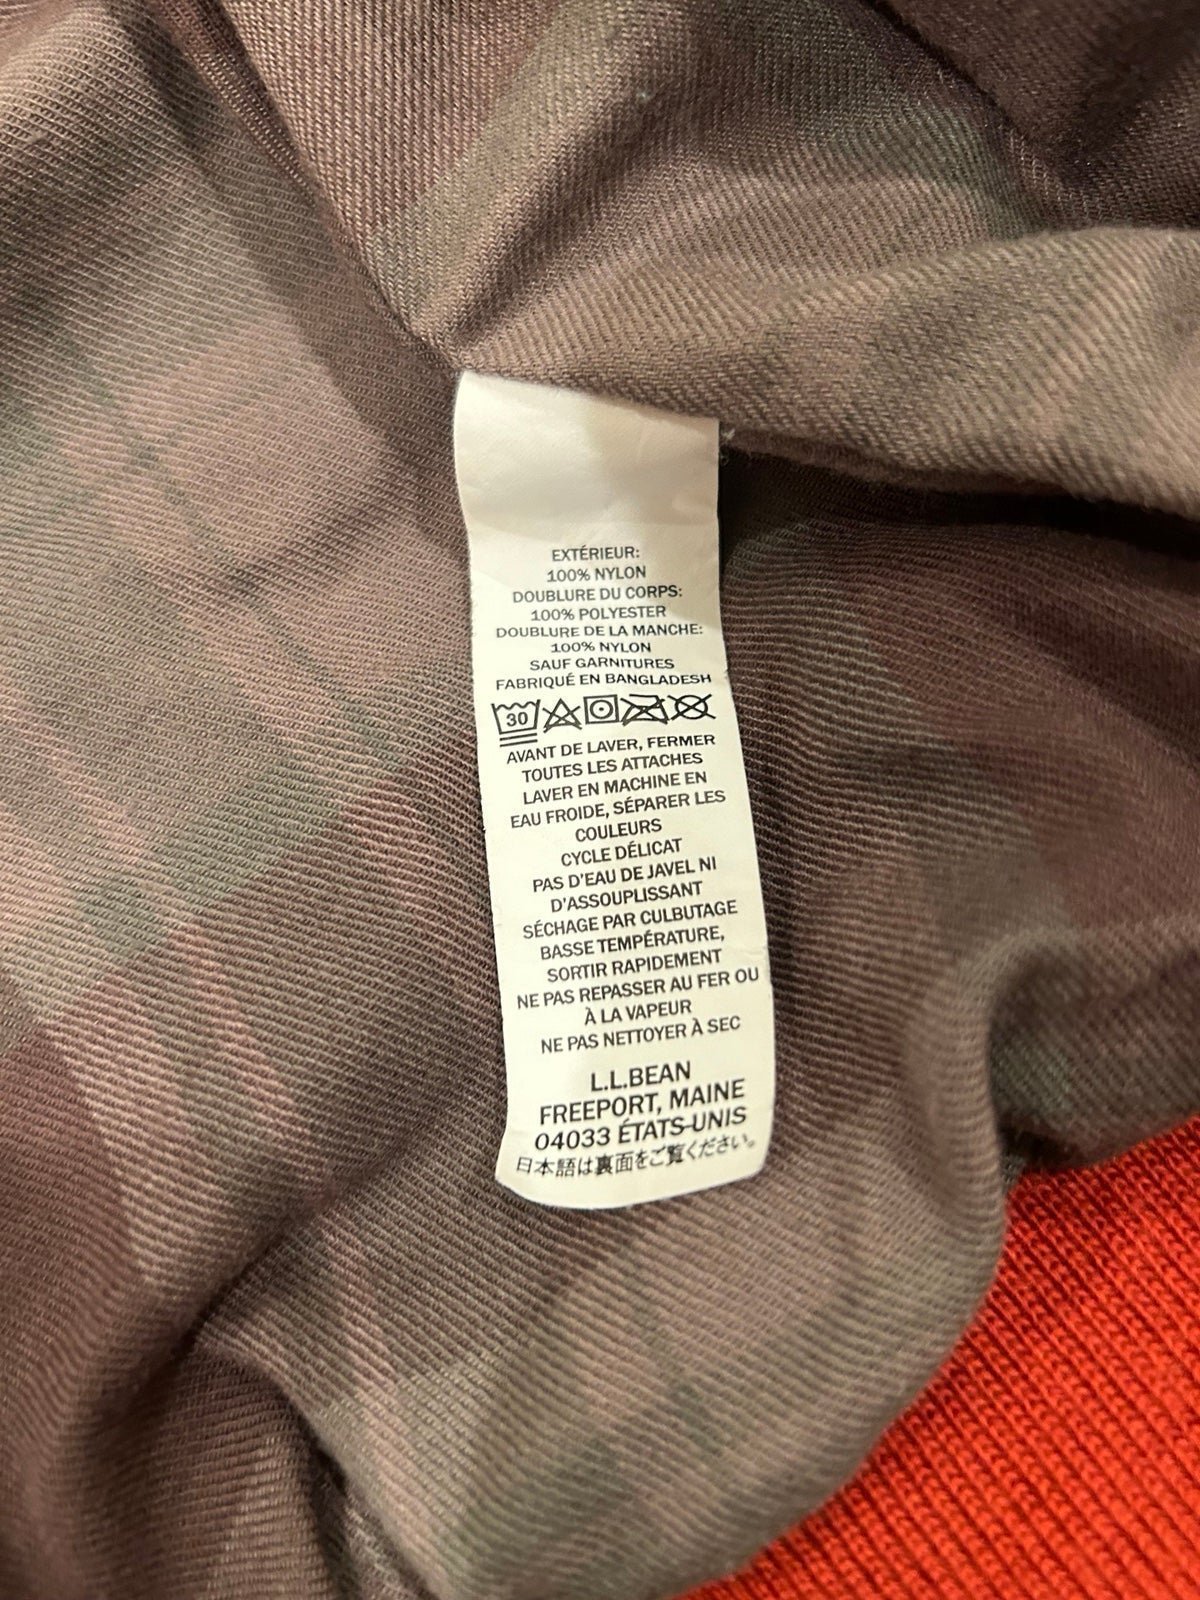 EXTÉRIEUR:
100% NYLON
DOUBLURE DU CORPS:
100% POLYESTER
DOUBLURE DE LA MANCHE:
100% NYLON
SAUF GARNITURES
FABRIQUÉ EN BANGLADESH
30
AVANT DE LAVER, FERMER
TOUTES LES ATTACHES
LAVER EN MACHINE EN
EAU FROIDE, SÉPARER LES
COULEURS
CYCLE DÉLICAT
PAS D'EAU DE JAVEL NI
D'ASSOUPLISSANT
SÉCHAGE PAR CULBUTAGE
BASSE TEMPÉRATURE,
SORTIR RAPIDEMENT
NE PAS REPASSER AU FER OU
À LA VAPEUR
NE PAS NETTOYER À SEC
L.L.BEAN
FREEPORT, MAINE
04033 ÉTATS-UNIS
日本語は裏面をご覧ください。